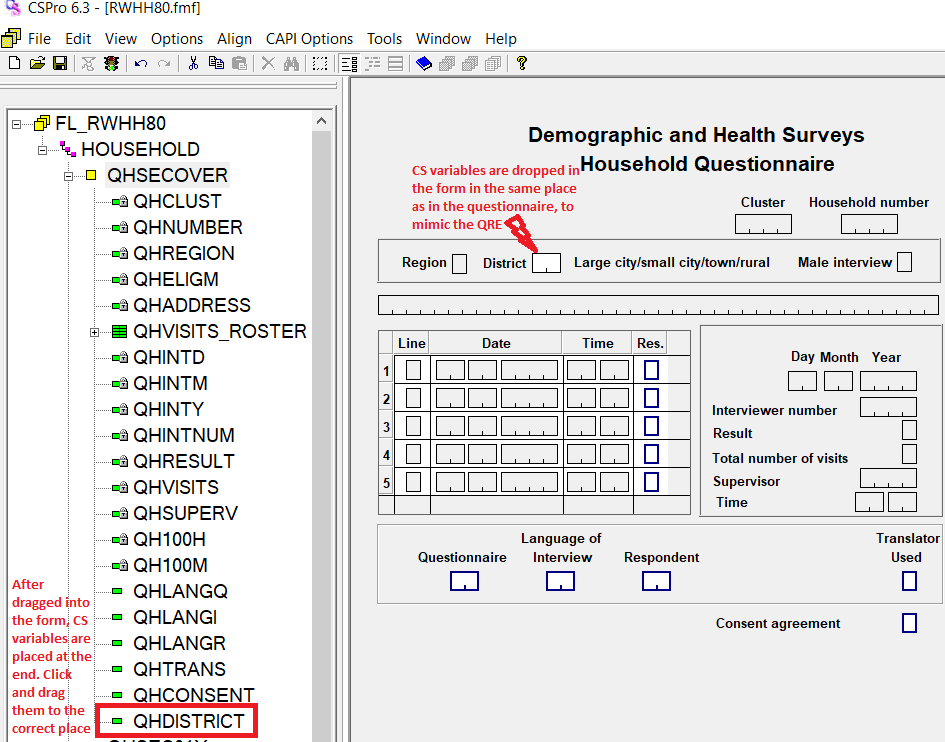 CSPro 6.3 - [RWHH80.fmf]
File Edit View Options Align CAPI Options Tools Window Help
FL_RWHH80
HOUSEHOLD
QHSECOVER
QHCLUST
QHNUMBER
QHREGION
QHELIGM
QHADDRESS
QHVISITS_ROSTER
QHINTD
QHINTM
QHINTY
QHINTNUM
QHRESULT
QHVISITS
QHSUPERV
QH100H
QH100M
QHLANGQ
QHLANGI
QHLANGR
QHTRANS
QHCONSENT
QHDISTRICT
After
dragged into
the form, CS
variables are
placed at the
end. Click
and drag
them to the
correct place
Demographic and Health Surveys
Household Questionnaire
CS variables are dropped in
the form in the same place
as in the questionnaire, to
mimic the QRE
Cluster Household number
Region District Large city/small city/town/rural Male interview
Line Date Time Res.
1
2
3
4
5
Day Month Year
Interviewer number
Result
Total number of visits
Supervisor
Time
Questionnaire
Language of
Interview
Respondent
Translator
Used
Consent agreement